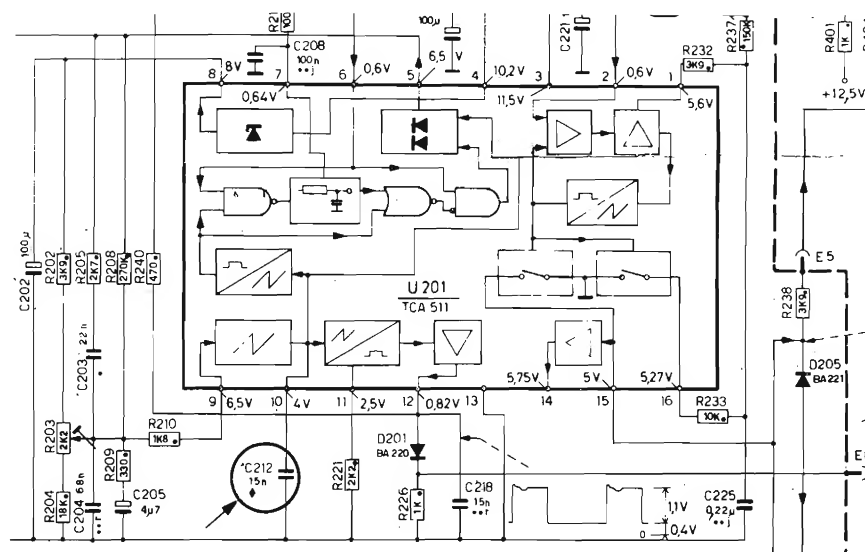 R21
100
C208
100n
••j
100µ
C221
R237
150K
R232
3K9
R401
1K
+12,5V
8
8V
7
0,64V
6
0,6V
5
6,5 V
4
10,2V
3
11,5V
2
0,6V
1
5,6V
100µ
C202
R202
3K9
R205
2K7
R208
270K
R240
470
C203
22n
U 201
TCA 511
E5
R238
3K9
D205
BA 221
9
6,5V
10
4V
11
2,5V
12
0,82V
13
14
5,75V
15
5V
16
5,27V
R233
10K
R203
2K2
R210
1K8
R209
330
R204
18K
C204
68n
••r
C205
4µ7
C212
15n
R221
2K2
D201
BA 220
R226
1K
C218
15n
••r
1,1V
0
0,4V
C225
0,22µ
••j